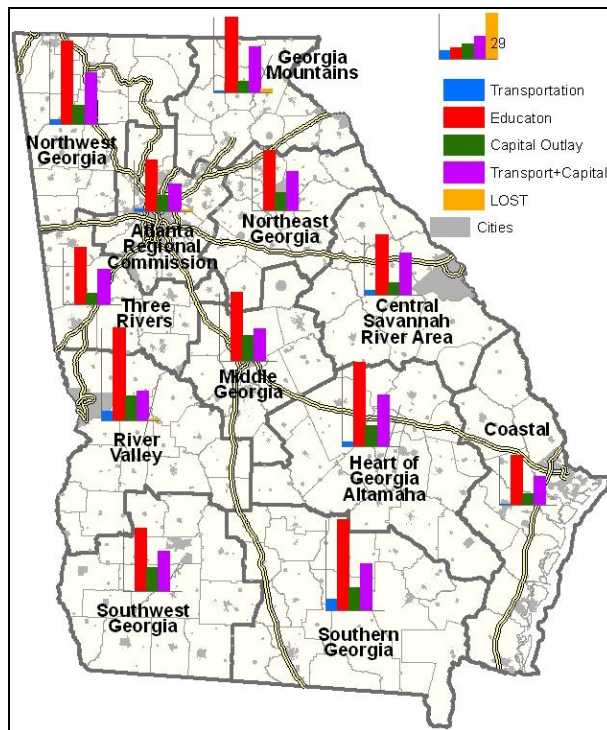 29
Transportation
Educaton
Capital Outlay
Transport+Capital
LOST
Cities
Georgia
Mountains
Northwest
Georgia
Northeast
Georgia
Atlanta
Regional
Commission
Three
Rivers
Central
Savannah
River Area
Middle
Georgia
River
Valley
Heart of
Georgia
Altamaha
Coastal
Southwest
Georgia
Southern
Georgia